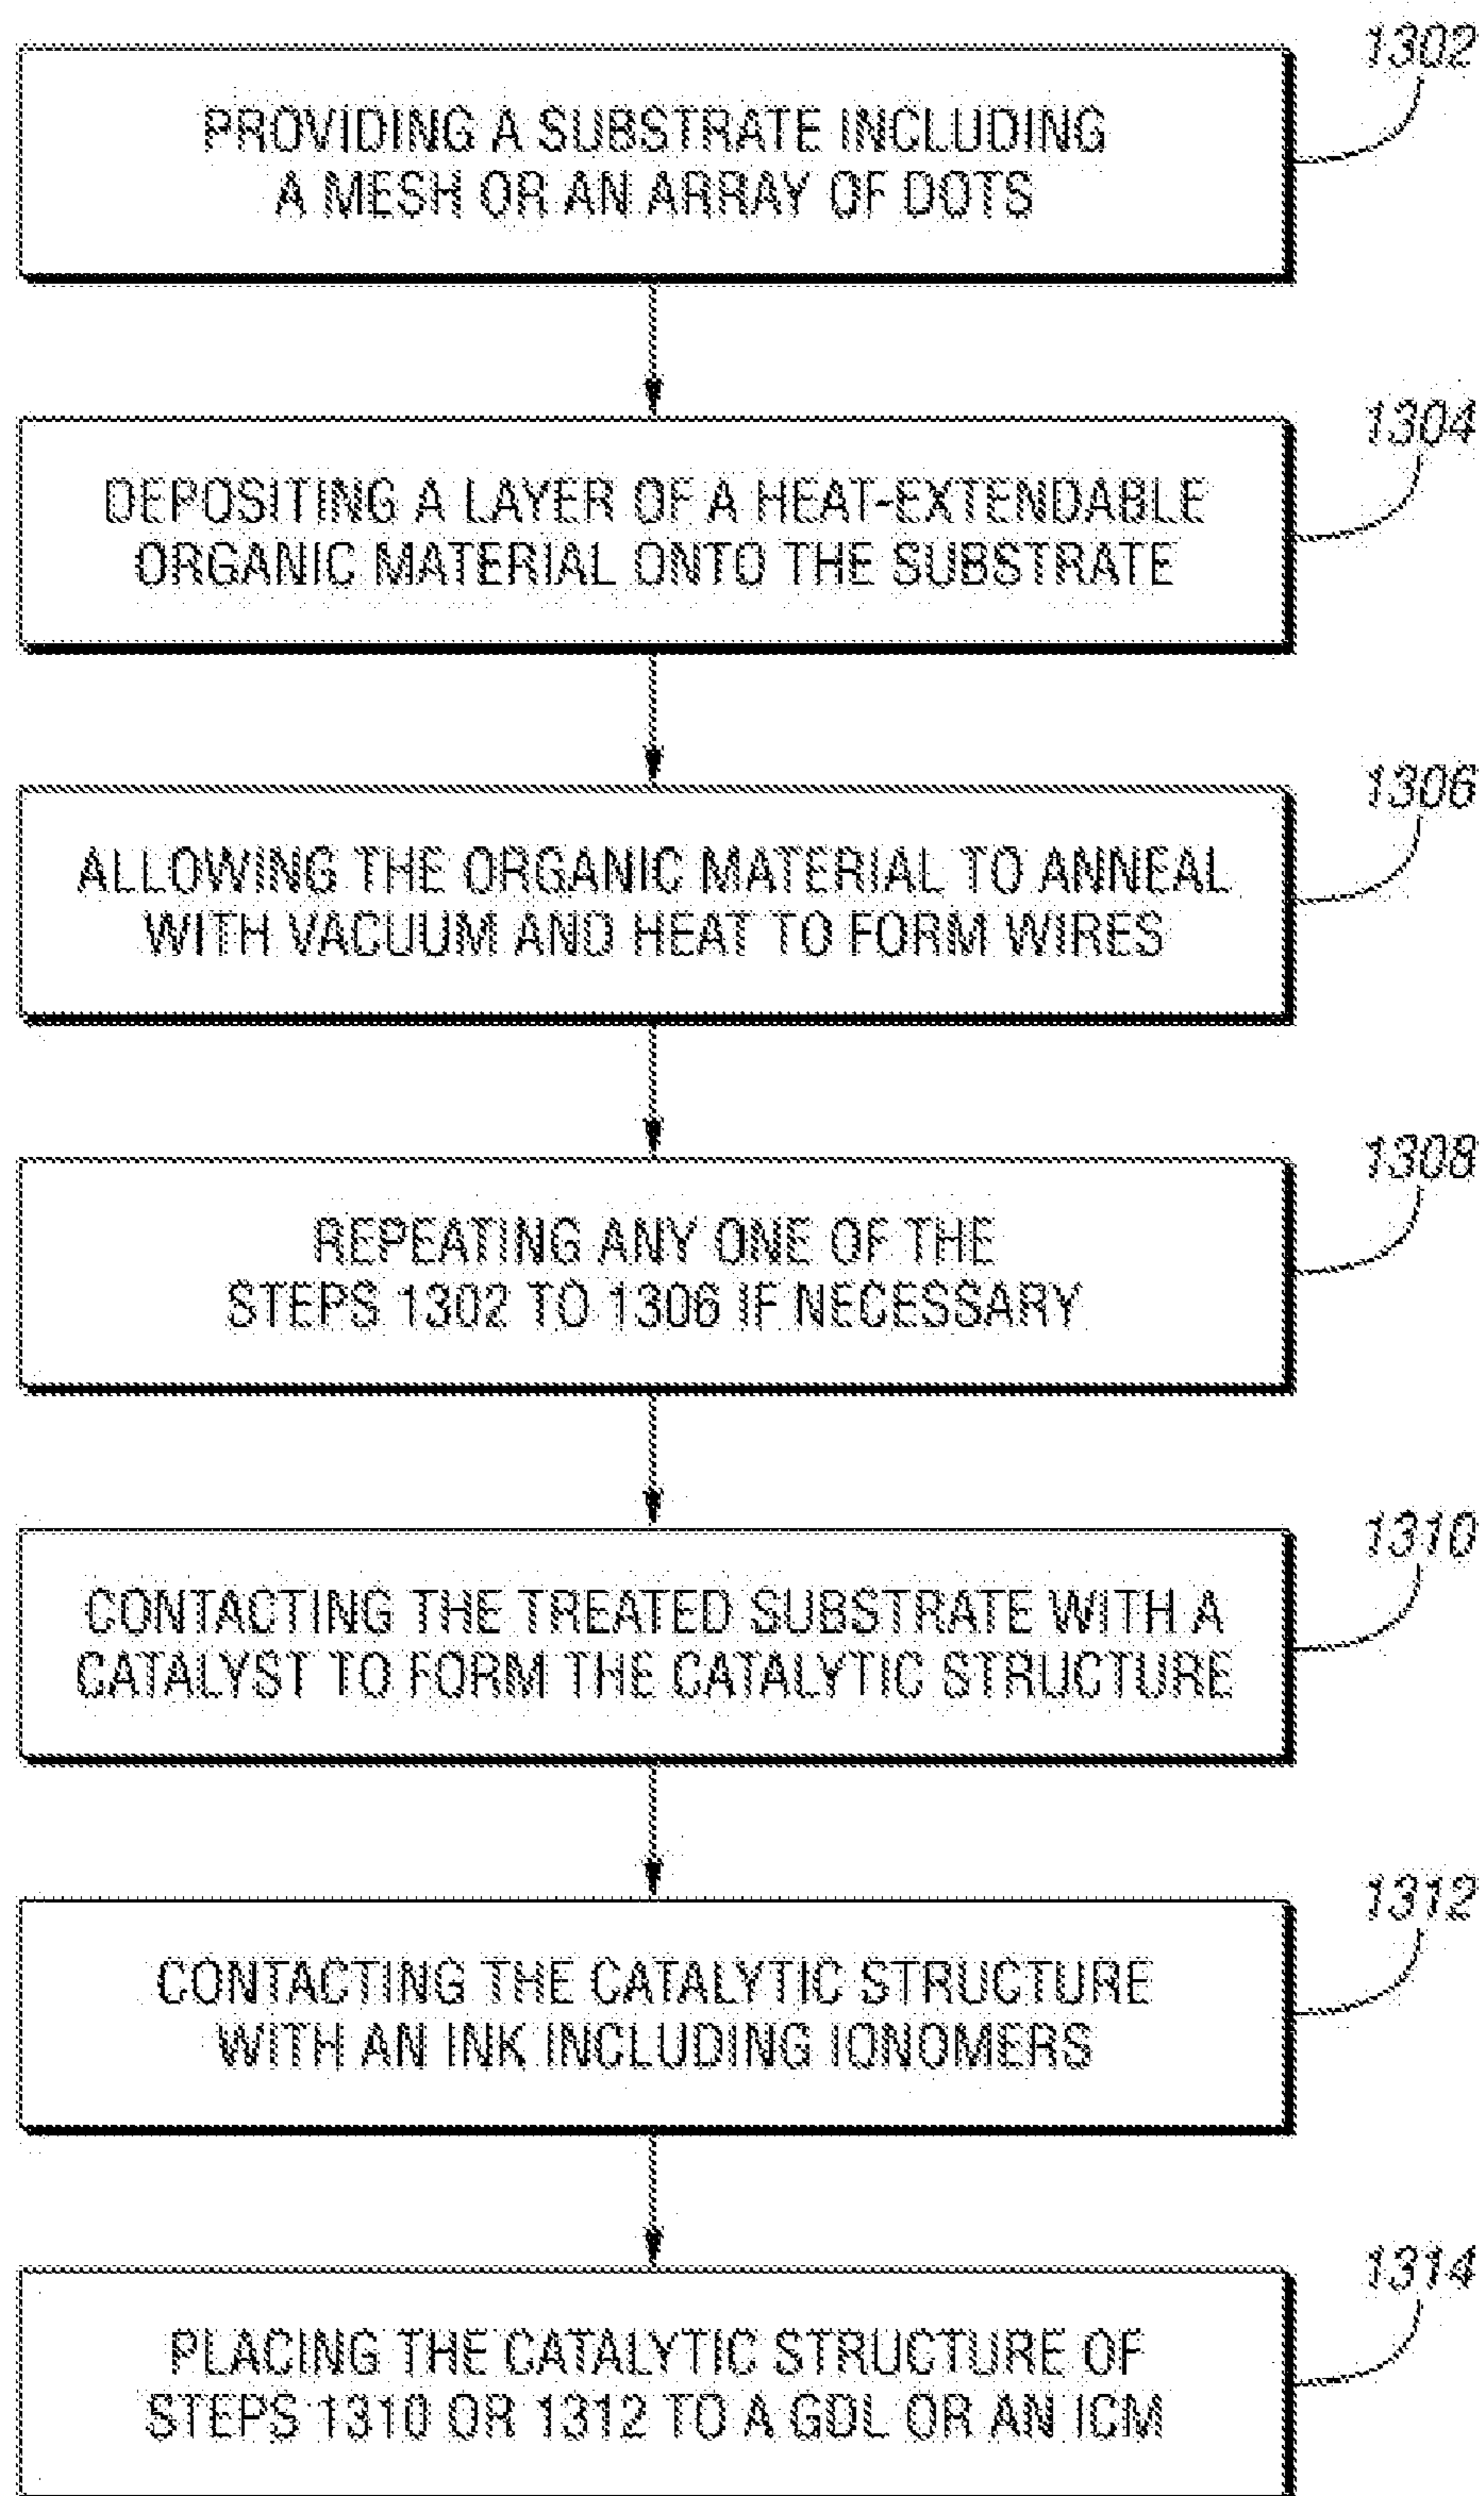 1302
PROVIDING A SUBSTRATE INCLUDING
A MESH OR AN ARRAY OF DOTS
1304
DEPOSITING A LAYER OF A HEAT-EXTENDABLE
ORGANIC MATERIAL ONTO THE SUBSTRATE
1306
ALLOWING THE ORGANIC MATERIAL TO ANNEAL
WITH VACUUM AND HEAT TO FORM WIRES
1308
REPEATING ANY ONE OF THE
STEPS 1302 TO 1306 IF NECESSARY
1310
CONTACTING THE TREATED SUBSTRATE WITH A
CATALYST TO FORM THE CATALYTIC STRUCTURE
1312
CONTACTING THE CATALYTIC STRUCTURE
WITH AN INK INCLUDING IONOMERS
1314
PLACING THE CATALYTIC STRUCTURE OF
STEPS 1310 OR 1312 TO A GDL OR AN ICM